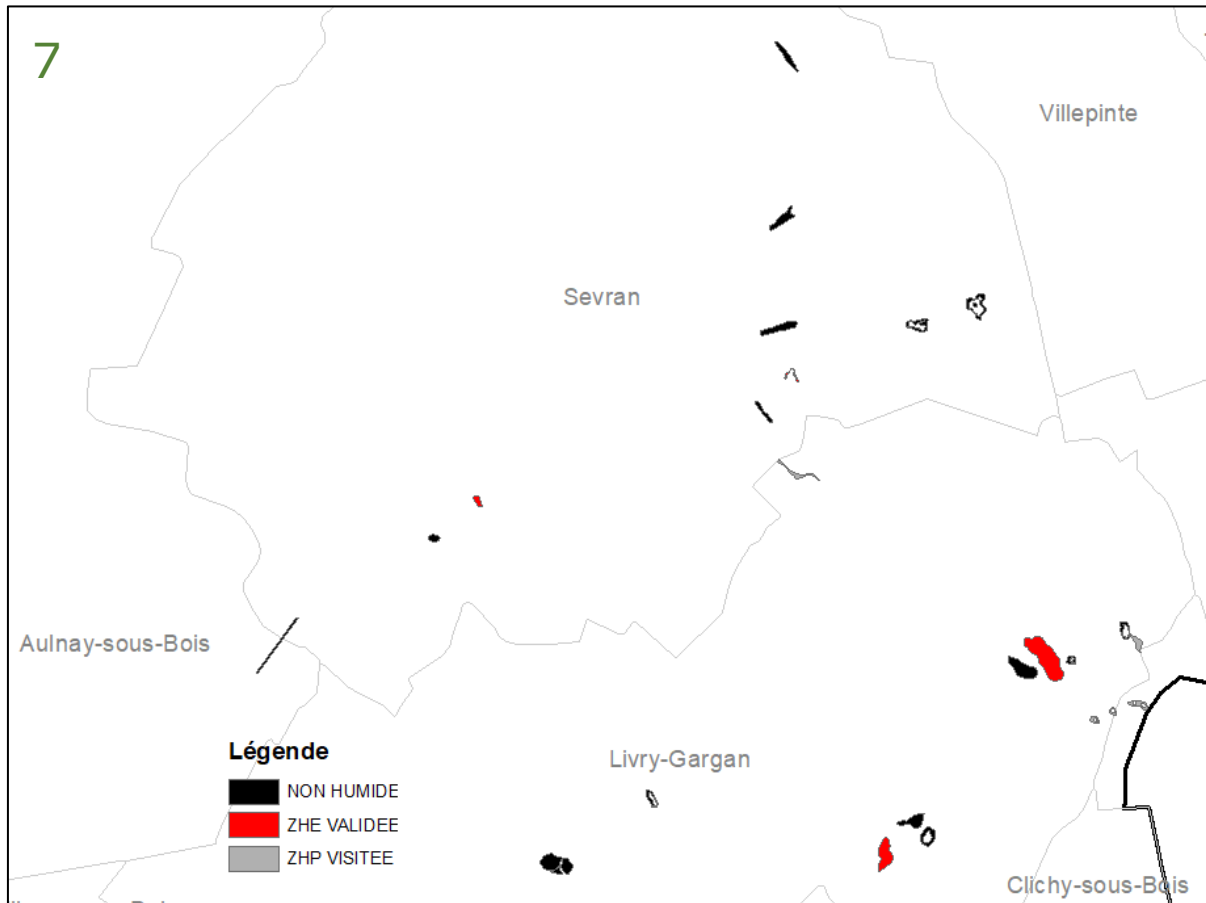 7
Villepinte
Sevran
Aulnay-sous-Bois
Légende
NON HUMIDE
ZHE VALIDEE
ZHP VISITEE
Livry-Gargan
Clichy-sous-Bois